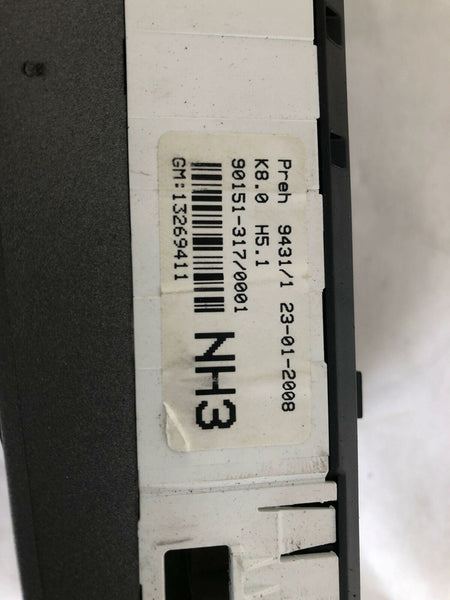 Preh 9431/1 23-01-2008
K8.0 H5.1
90151-317/0001
GM:13269411
NH3